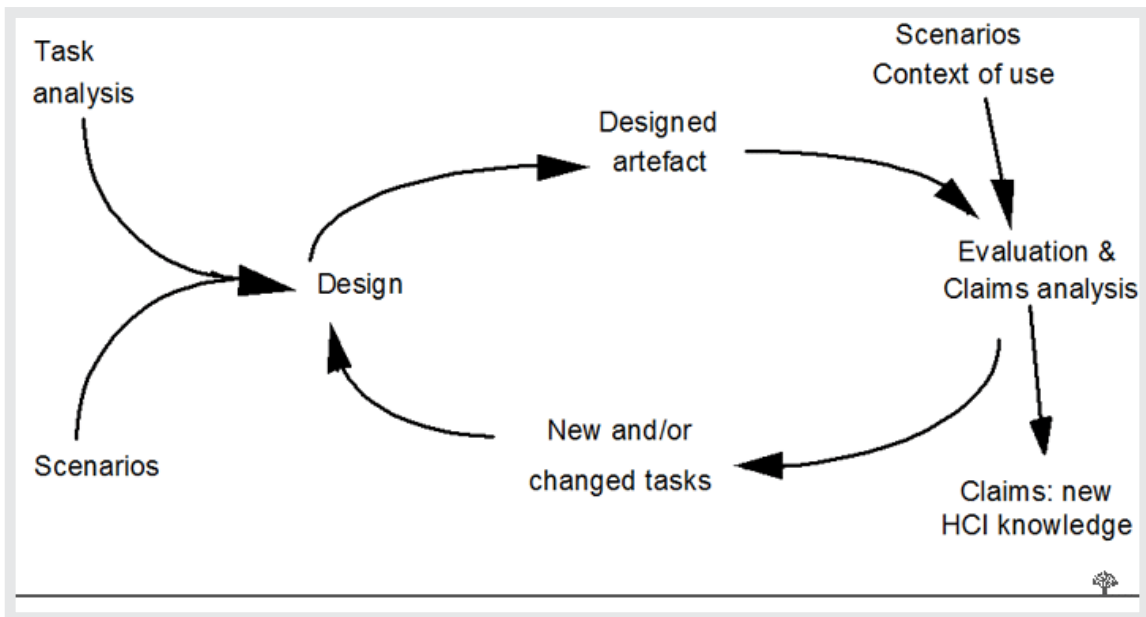 Task
analysis
Scenarios
Context of use
Designed
artefact
Evaluation &
Claims analysis
Design
New and/or
changed tasks
Scenarios
Claims: new
HCI knowledge